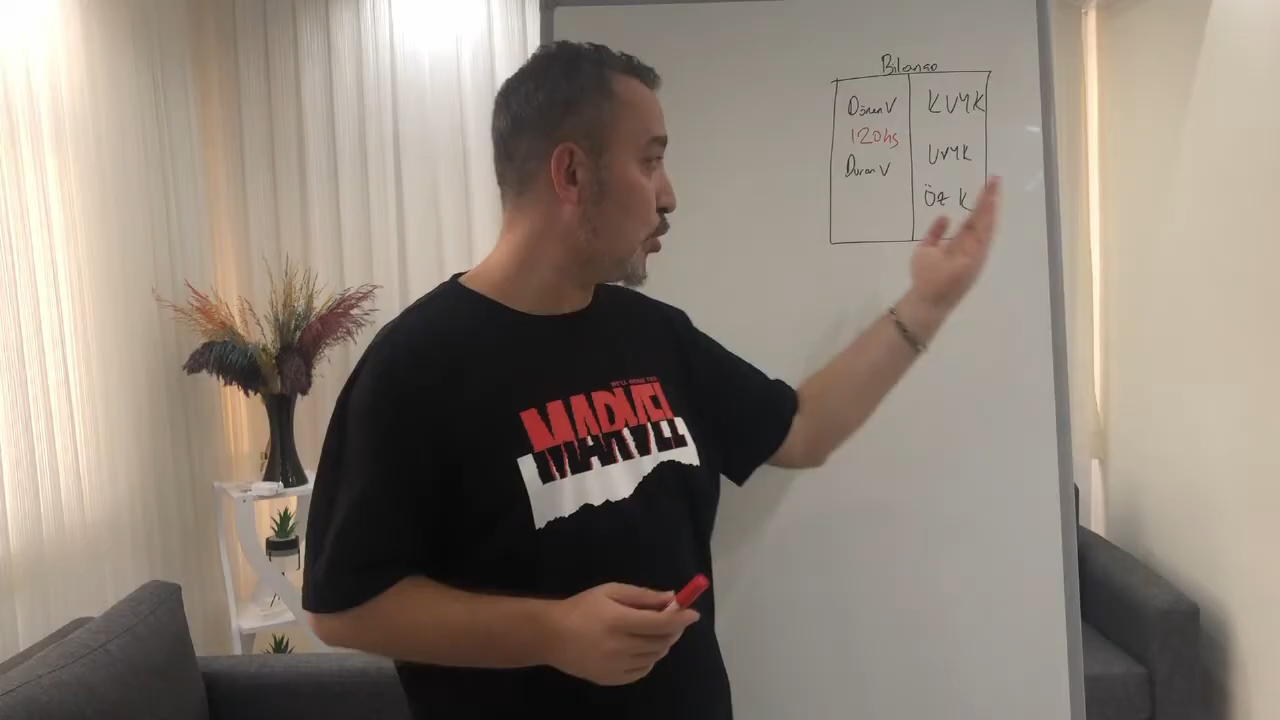 Bilanço
Dönen V
120 hs
Duran V
KVYK
UVYK
ÖZ K
MARVEL